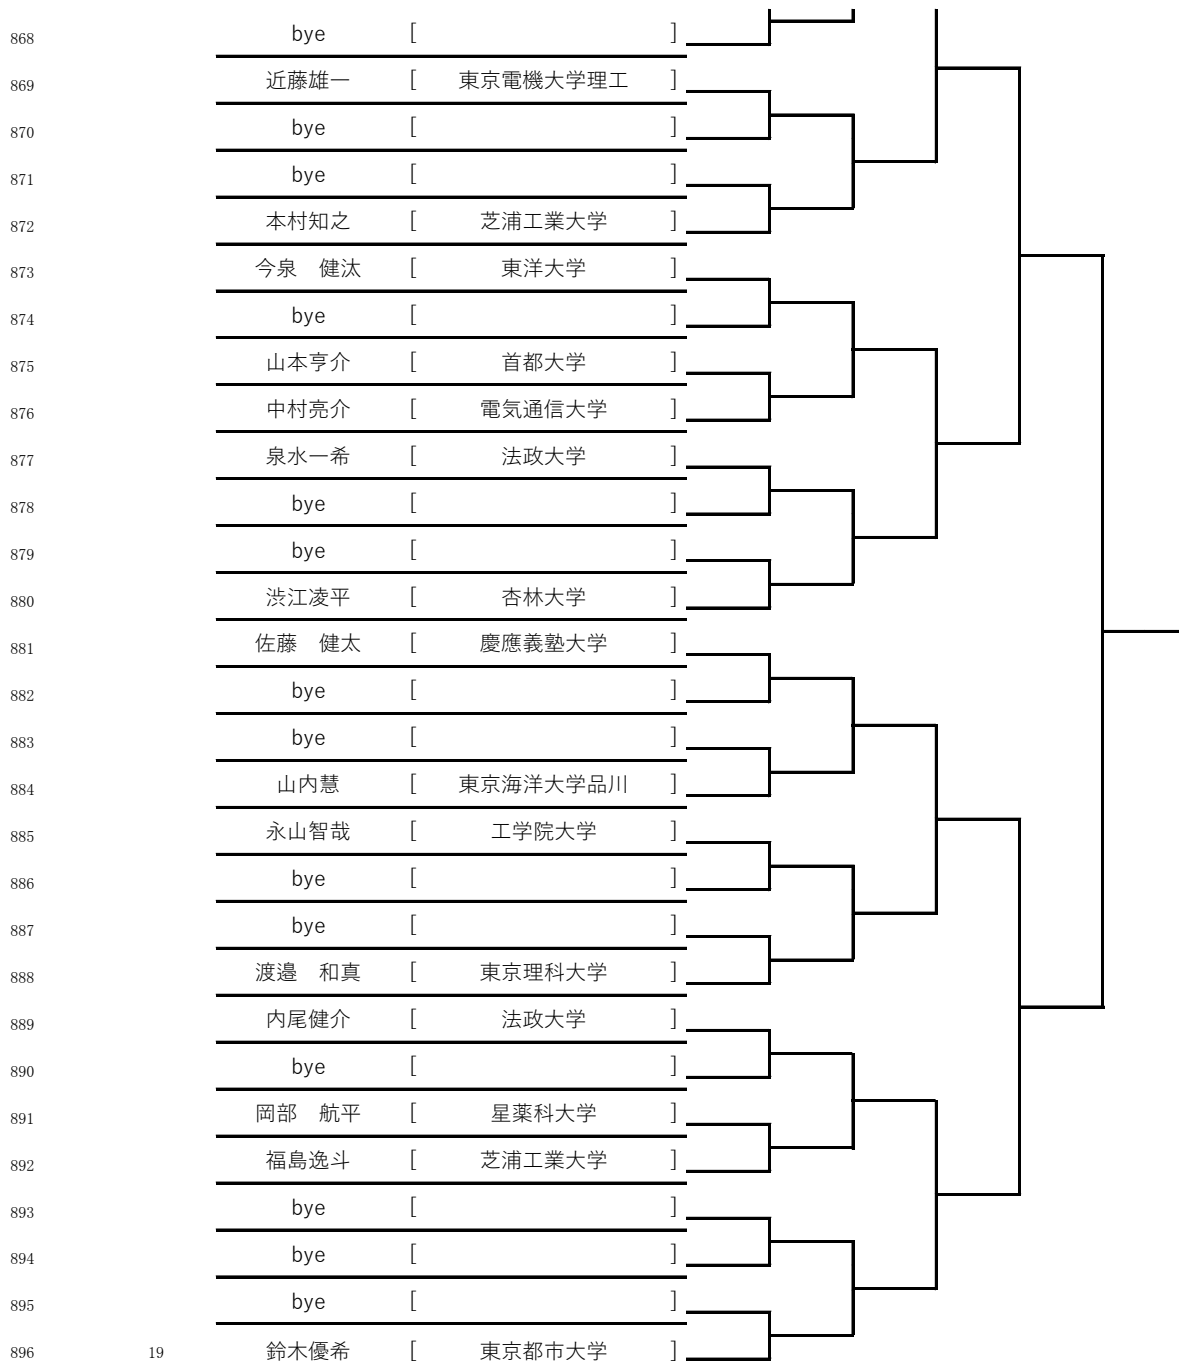 868 bye [ ]
869 近藤雄一 [ 東京電機大学理工 ]
870 bye [ ]
871 bye [ ]
872 本村知之 [ 芝浦工業大学 ]
873 今泉　健汰 [ 東洋大学 ]
874 bye [ ]
875 山本亨介 [ 首都大学 ]
876 中村亮介 [ 電気通信大学 ]
877 泉水一希 [ 法政大学 ]
878 bye [ ]
879 bye [ ]
880 渋江凌平 [ 杏林大学 ]
881 佐藤　健太 [ 慶應義塾大学 ]
882 bye [ ]
883 bye [ ]
884 山内慧 [ 東京海洋大学品川 ]
885 永山智哉 [ 工学院大学 ]
886 bye [ ]
887 bye [ ]
888 渡邉　和真 [ 東京理科大学 ]
889 内尾健介 [ 法政大学 ]
890 bye [ ]
891 岡部　航平 [ 星薬科大学 ]
892 福島逸斗 [ 芝浦工業大学 ]
893 bye [ ]
894 bye [ ]
895 bye [ ]
896 19 鈴木優希 [ 東京都市大学 ]